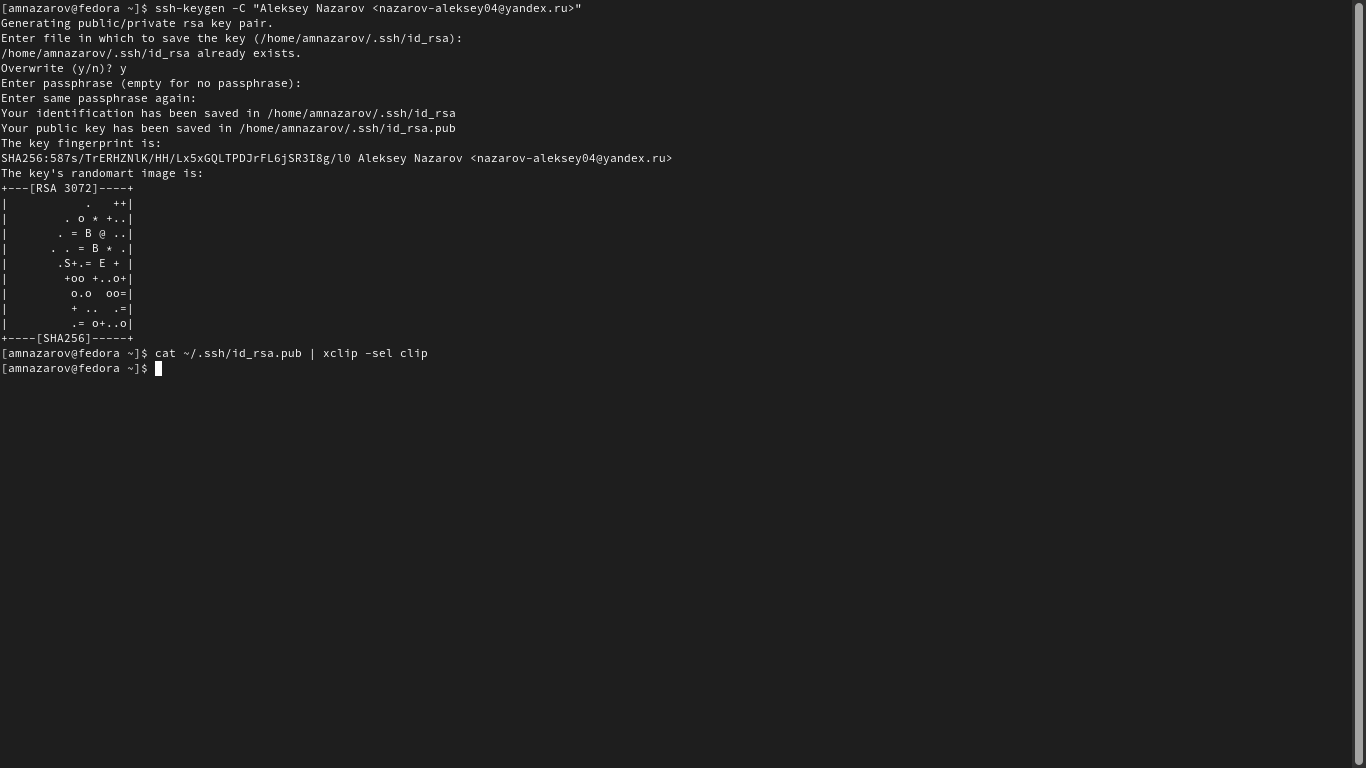 [amnazarov@fedora ~]$ ssh-keygen -C "Aleksey Nazarov <nazarov-aleksey04@yandex.ru>"
Generating public/private rsa key pair.
Enter file in which to save the key (/home/amnazarov/.ssh/id_rsa):
/home/amnazarov/.ssh/id_rsa already exists.
Overwrite (y/n)? y
Enter passphrase (empty for no passphrase):
Enter same passphrase again:
Your identification has been saved in /home/amnazarov/.ssh/id_rsa
Your public key has been saved in /home/amnazarov/.ssh/id_rsa.pub
The key fingerprint is:
SHA256:587s/TrERHZNlK/HH/Lx5xGQLTPDJrFL6jSR3I8g/l0 Aleksey Nazarov <nazarov-aleksey04@yandex.ru>
The key's randomart image is:
+---[RSA 3072]----+
|           .   ++|
|        . o * +..|
|       . = B @ ..|
|      . . = B * .|
|       .S+.= E + |
|        +oo +..o+|
|         o.o  oo=|
|         + ..  .=|
|         .= o+..o|
+----[SHA256]-----+
[amnazarov@fedora ~]$ cat ~/.ssh/id_rsa.pub | xclip -sel clip
[amnazarov@fedora ~]$